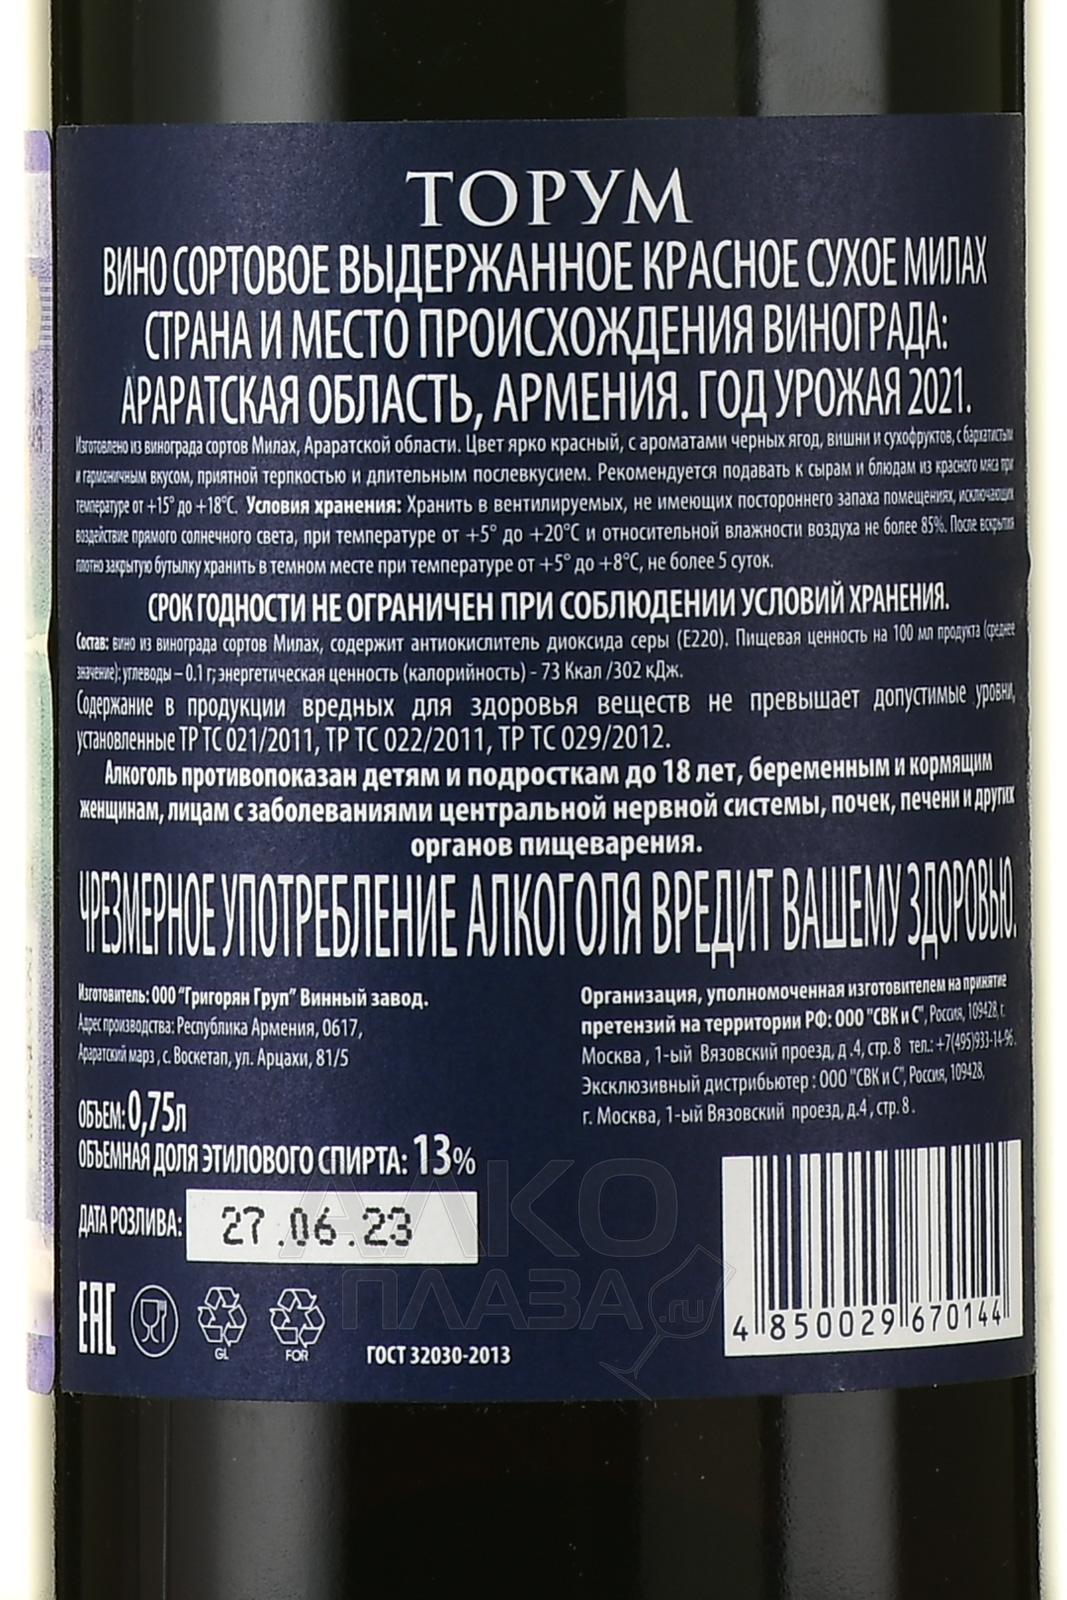 ТОРУМ
ВИНО СОРТОВОЕ ВЫДЕРЖАННОЕ КРАСНОЕ СУХОЕ МИЛАХ
СТРАНА И МЕСТО ПРОИСХОЖДЕНИЯ ВИНОГРАДА:
АРАРАТСКАЯ ОБЛАСТЬ, АРМЕНИЯ. ГОД УРОЖАЯ 2021.
Изготовлено из винограда сортов Милах, Араратской области. Цвет ярко красный, с ароматами черных ягод, вишни и сухофруктов, с бархатистым
и гармоничным вкусом, приятной терпкостью и длительным послевкусием. Рекомендуется подавать к сырам и блюдам из красного мяса при
температуре от +15° до +18°С. Условия хранения: Хранить в вентилируемых, не имеющих постороннего запаха помещениях, исключающих
воздействие прямого солнечного света, при температуре от +5° до +20°С и относительной влажности воздуха не более 85%. После вскрытия
плотно закрытую бутылку хранить в темном месте при температуре от +5° до +8°С, не более 5 суток.
СРОК ГОДНОСТИ НЕ ОГРАНИЧЕН ПРИ СОБЛЮДЕНИИ УСЛОВИЙ ХРАНЕНИЯ.
Состав: вино из винограда сортов Милах, содержит антиокислитель диоксида серы (Е220). Пищевая ценность на 100 мл продукта (среднее
значение): углеводы – 0.1 г; энергетическая ценность (калорийность) - 73 Ккал /302 кДж.
Содержание в продукции вредных для здоровья веществ не превышает допустимые уровни,
установленные ТР ТС 021/2011, ТР ТС 022/2011, ТР ТС 029/2012.
Алкоголь противопоказан детям и подросткам до 18 лет, беременным и кормящим
женщинам, лицам с заболеваниями центральной нервной системы, почек, печени и других
органов пищеварения.
ЧРЕЗМЕРНОЕ УПОТРЕБЛЕНИЕ АЛКОГОЛЯ ВРЕДИТ ВАШЕМУ ЗДОРОВЬЮ.
Изготовитель: ООО "Григорян Груп" Винный завод.
Адрес производства: Республика Армения, 0617,
Араратский марз, с. Воскетап, ул. Арцахи, 81/5
Организация, уполномоченная изготовителем на принятие
претензий на территории РФ: ООО "СВК и С", Россия, 109428, г.
Москва , 1-ый Вязовский проезд, д .4, стр. 8 тел.: +7(495)933-14-96.
Эксклюзивный дистрибьютер : ООО "СВК и С", Россия, 109428,
г. Москва, 1-ый Вязовский проезд, д.4 , стр. 8 .
ОБЪЕМ: 0,75л
ОБЪЕМНАЯ ДОЛЯ ЭТИЛОВОГО СПИРТА: 13%
ДАТА РОЗЛИВА: 27.06.23
EAC
GL
FOR
ГОСТ 32030-2013
4 850029 670144
АЛКО
ПЛАЗА.ru